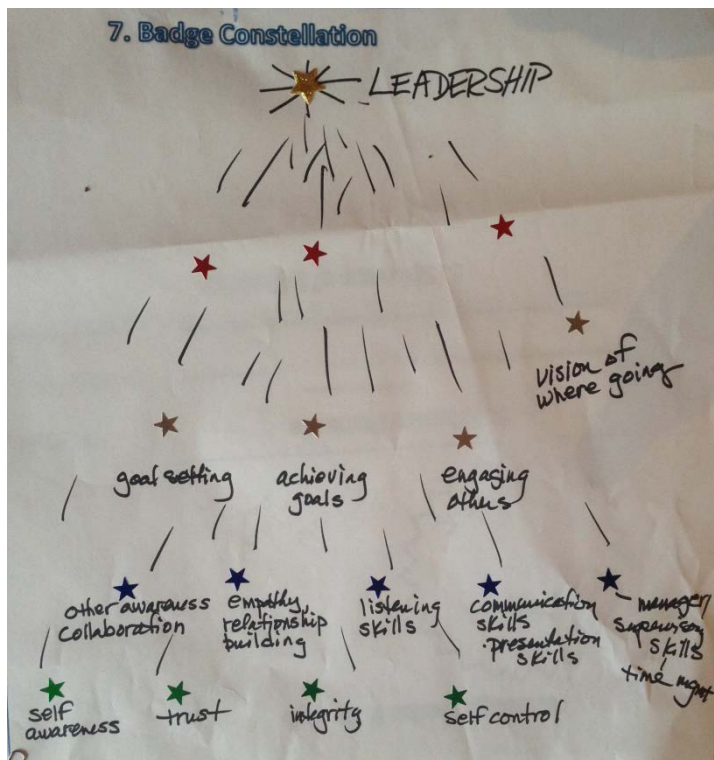 7. Badge Constellation
LEADERSHIP
vision of
where going
goal setting
achieving
goals
engaging
others
other awareness
collaboration
empathy,
relationship
building
listening
skills
communication
skills
presentation
skills
manager/
supervisory
skills
time mgmt
self
awareness
trust
integrity
self control